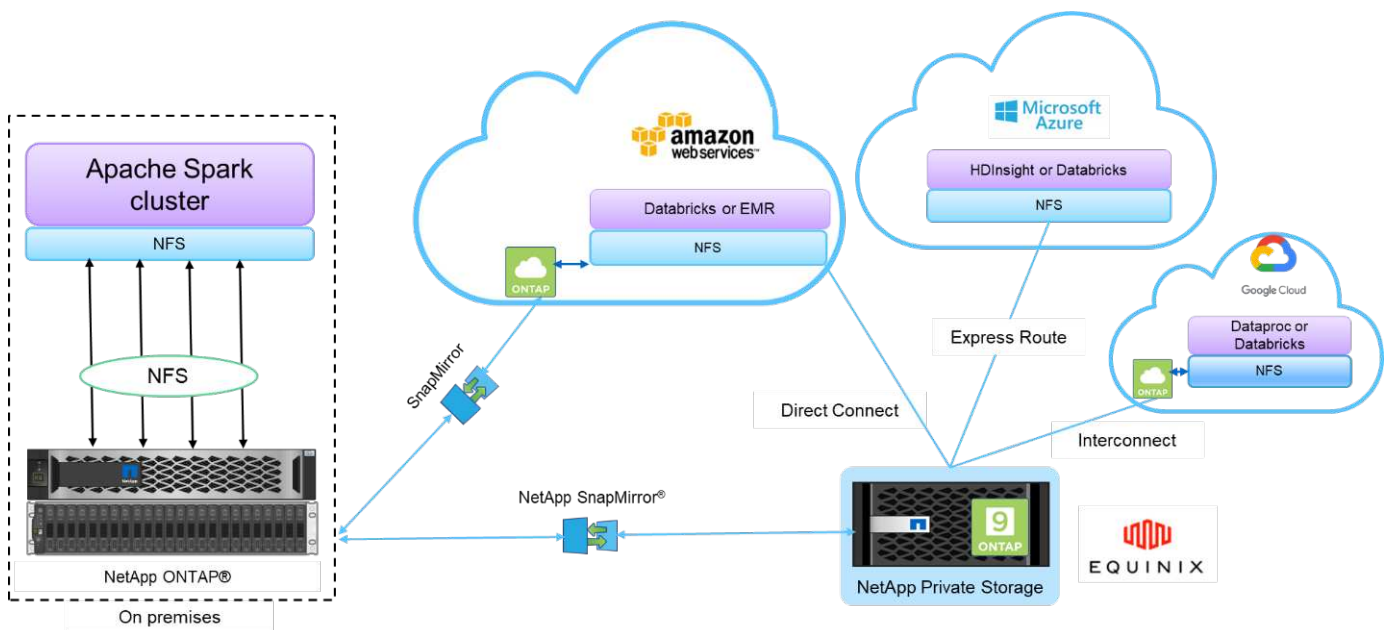 Apache Spark
cluster
NFS
NFS
NetApp
NetApp ONTAP®
On premises
amazon
webservices™
Databricks or EMR
NFS
ONTAP
SnapMirror
NetApp SnapMirror®
Microsoft
Azure
HDInsight or Databricks
NFS
Express Route
Direct Connect
Interconnect
Google Cloud
Dataproc or
Databricks
NFS
ONTAP
9
ONTAP
NetApp Private Storage
EQUINIX